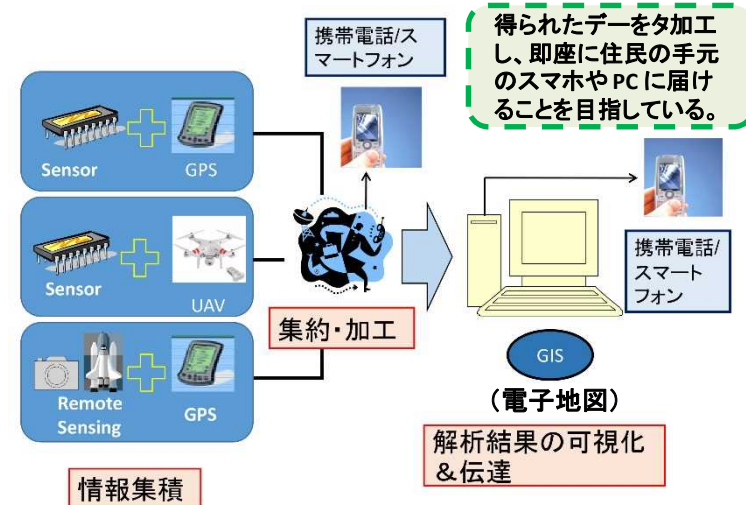 携帯電話/ス
マートフォン
得られたデーをタ加工
し、即座に住民の手元
のスマホや PC に届け
ることを目指している。
Sensor
GPS
Sensor
UAV
Remote
Sensing
GPS
情報集積
集約・加工
携帯電話/
スマート
フォン
GIS
（電子地図）
解析結果の可視化
＆伝達